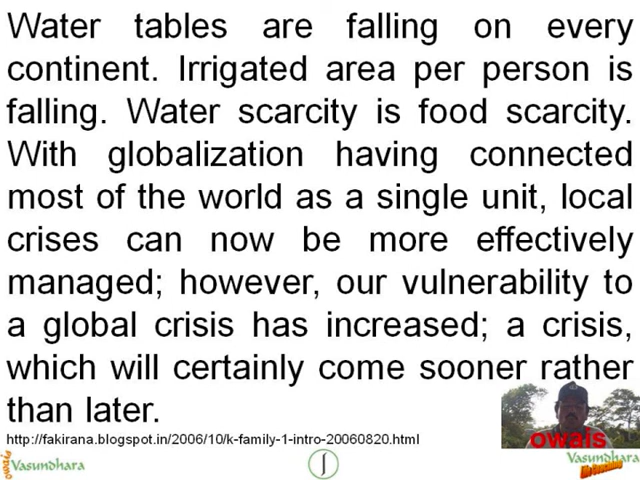 Water tables are falling on every
continent. Irrigated area per person is
falling. Water scarcity is food scarcity.
With globalization having connected
most of the world as a single unit, local
crises can now be more effectively
managed; however, our vulnerability to
a global crisis has increased; a crisis,
which will certainly come sooner rather
than later.
owais
http://fakirana.blogspot.in/2006/10/k-family-1-intro-20060820.html
owais
Vasundhara
Vasundhara
Life Coaching